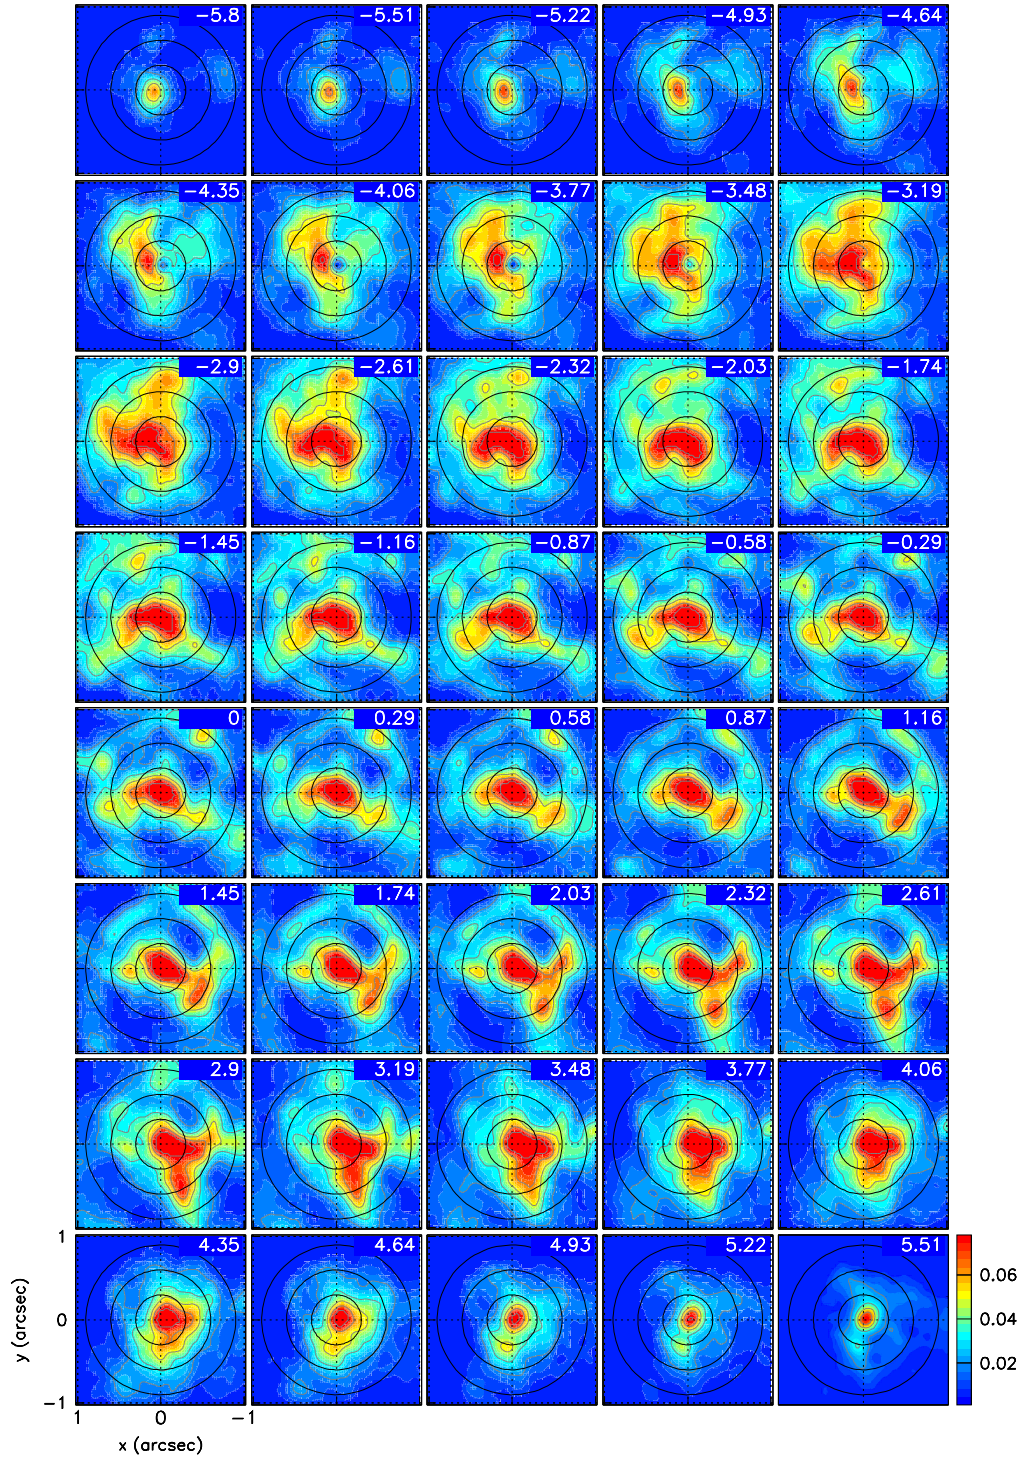 −5.8 −5.51 −5.22 −4.93 −4.64
−4.35 −4.06 −3.77 −3.48 −3.19
−2.9 −2.61 −2.32 −2.03 −1.74
−1.45 −1.16 −0.87 −0.58 −0.29
0 0.29 0.58 0.87 1.16
1.45 1.74 2.03 2.32 2.61
2.9 3.19 3.48 3.77 4.06
4.35 4.64 4.93 5.22 5.51
1
0
−1
y (arcsec)
1 0 −1
x (arcsec)
0.06
0.04
0.02